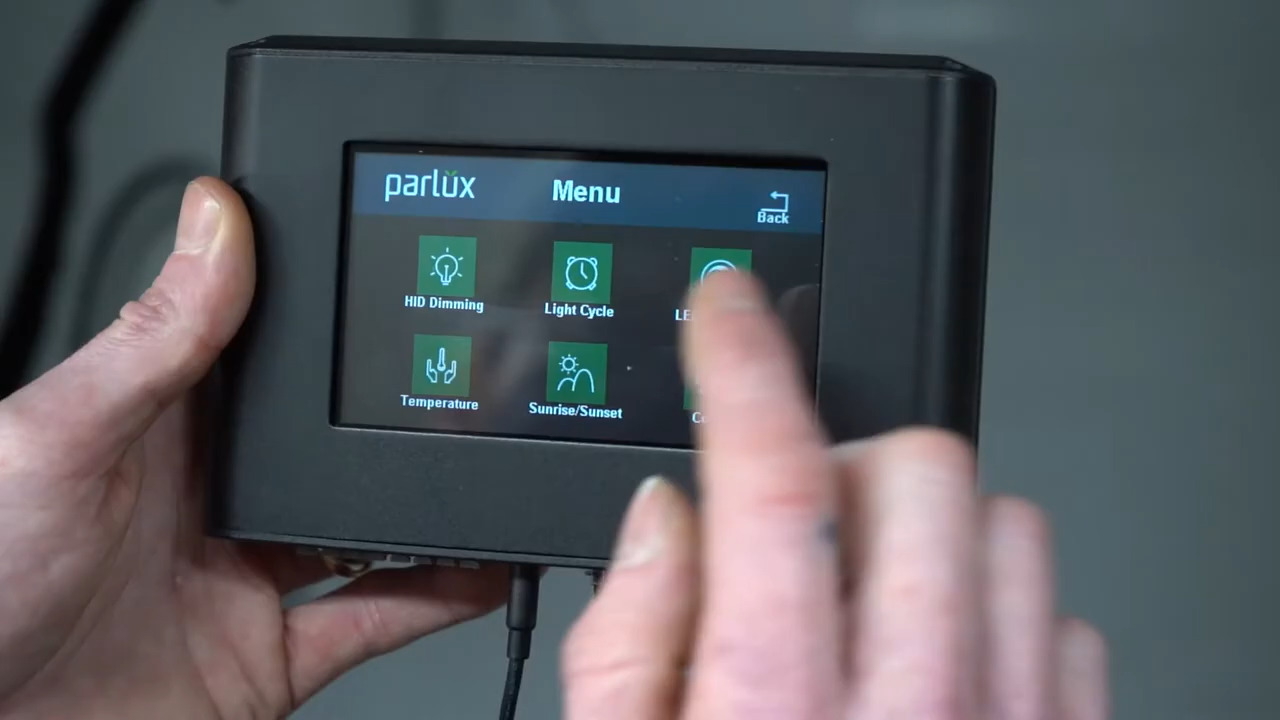 parlux
Menu
Back
HID Dimming
Light Cycle
Temperature
Sunrise/Sunset